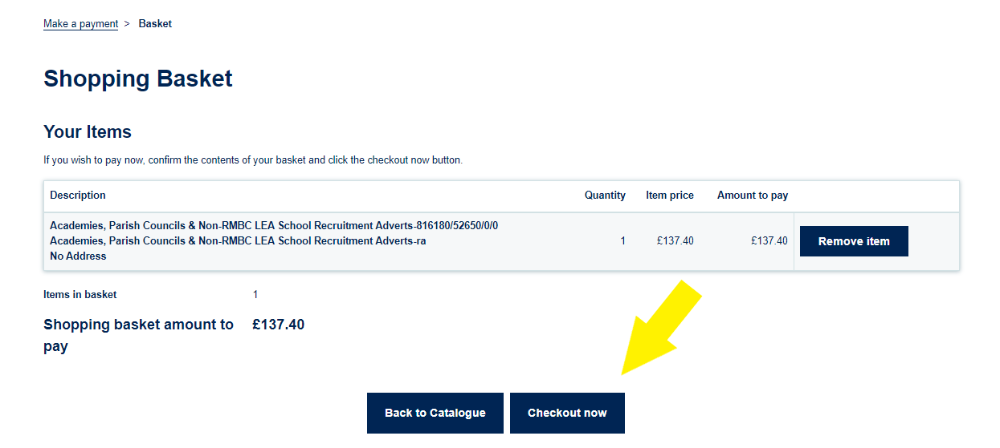 Make a payment > Basket
Shopping Basket
Your Items
If you wish to pay now, confirm the contents of your basket and click the checkout now button.
Description Quantity Item price Amount to pay
Academies, Parish Councils & Non-RMBC LEA School Recruitment Adverts-816180/52650/0/0
Academies, Parish Councils & Non-RMBC LEA School Recruitment Adverts-ra 1 £137.40 £137.40 Remove item
No Address
Items in basket 1
Shopping basket amount to £137.40
pay
Back to Catalogue Checkout now